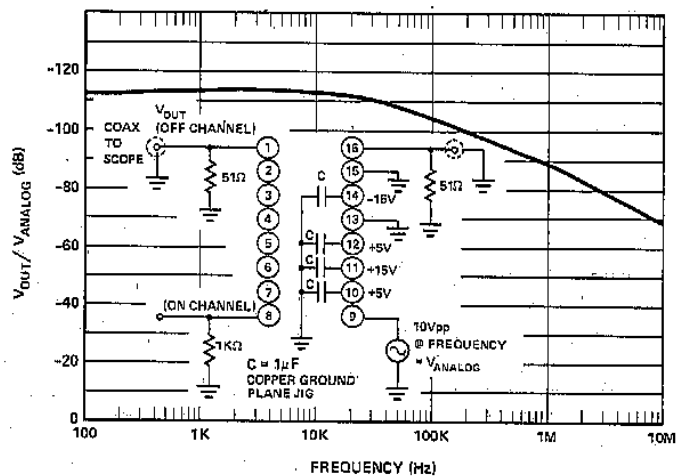 -120
-100
-80
-60
-40
-20
0
VOUT/VANALOG (dB)
100
1K
10K
100K
1M
10M
FREQUENCY (Hz)
COAX
TO
SCOPE
VOUT
(OFF CHANNEL)
51Ω
1
2
3
4
5
6
7
8
(ON CHANNEL)
1KΩ
C = 1μF
COPPER GROUND
PLANE JIG
16
15
14
13
12
11
10
9
C
C
C
C
-15V
+5V
+15V
+5V
51Ω
10Vpp
@ FREQUENCY
= VANALOG